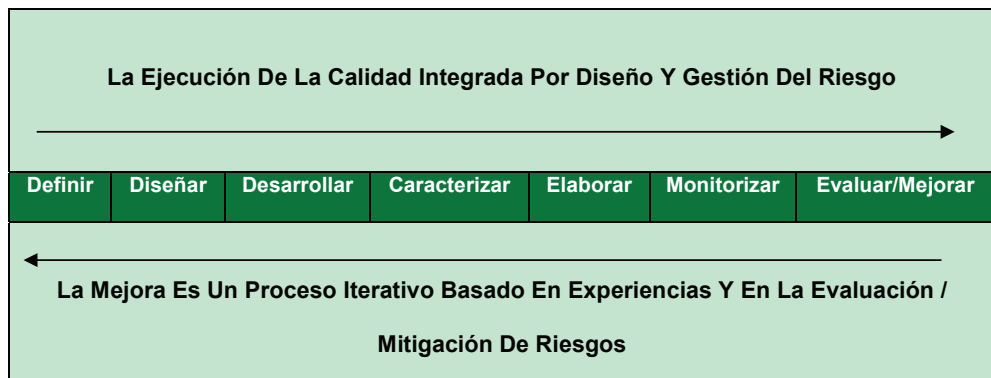 La Ejecución De La Calidad Integrada Por Diseño Y Gestión Del Riesgo
Definir Diseñar Desarrollar Caracterizar Elaborar Monitorizar Evaluar/Mejorar
La Mejora Es Un Proceso Iterativo Basado En Experiencias Y En La Evaluación /
Mitigación De Riesgos